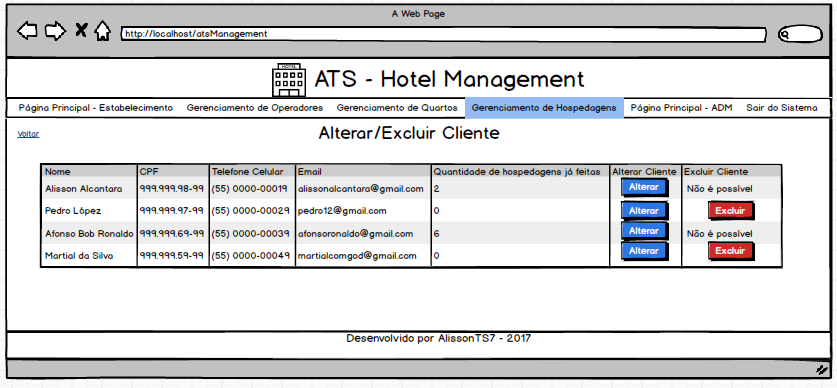 A Web Page
http://localhost/atsManagement
HOTEL
ATS - Hotel Management
Página Principal - Estabelecimento Gerenciamento de Operadores Gerenciamento de Quartos Gerenciamento de Hospedagens Página Principal - ADM Sair do Sistema
Voltar
Alterar/Excluir Cliente
Nome CPF Telefone Celular Email Quantidade de hospedagens já feitas Alterar Cliente Excluir Cliente
Alisson Alcantara 999.999.98-99 (55) 0000-00019 alissonalcantara@gmail.com 2 Alterar Não é possível
Pedro López 999.999.97-99 (55) 0000-00029 pedro12@gmail.com 0 Alterar Excluir
Afonso Bob Ronaldo 999.999.69-99 (55) 0000-00039 afonsoronaldo@gmail.com 6 Alterar Não é possível
Martial da Silva 999.999.59-99 (55) 0000-00049 martialcomgod@gmail.com 0 Alterar Excluir
Desenvolvido por AlissonTS7 - 2017